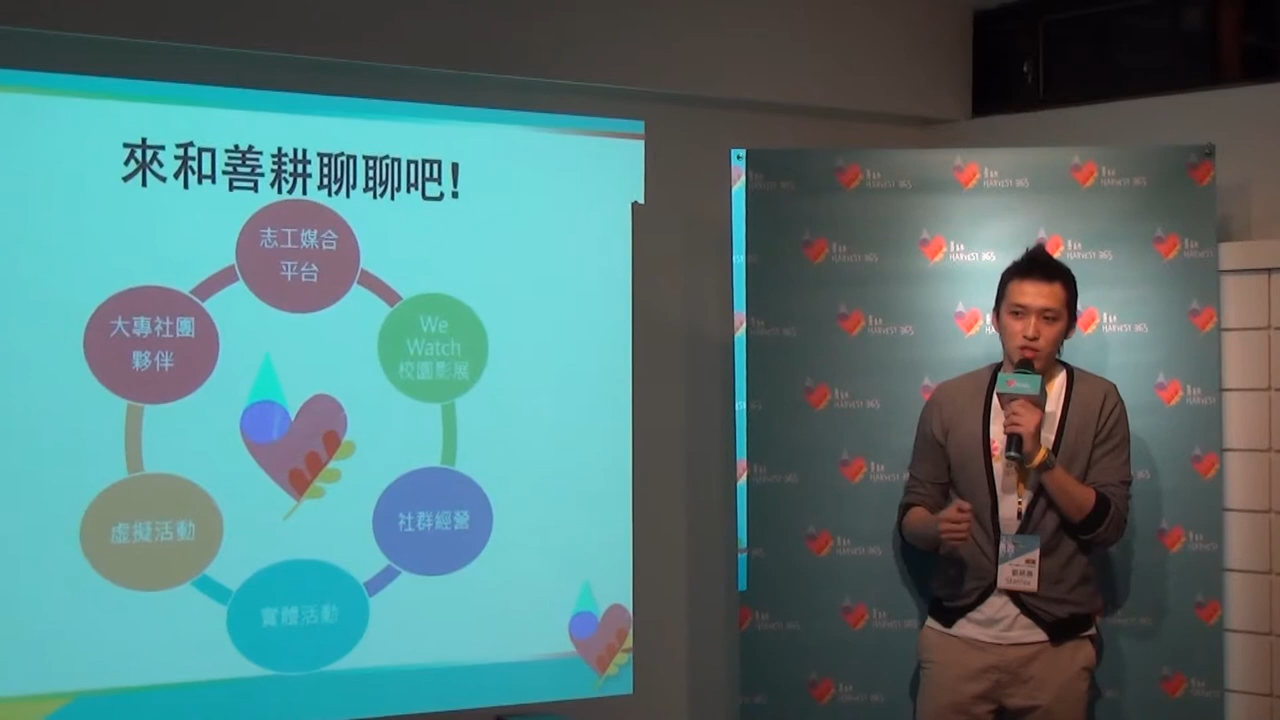 來和善耕聊聊吧!
志工媒合
平台
We
Watch
校園影展
社群經營
實體活動
虛擬活動
大專社團
夥伴
HARVEST 365